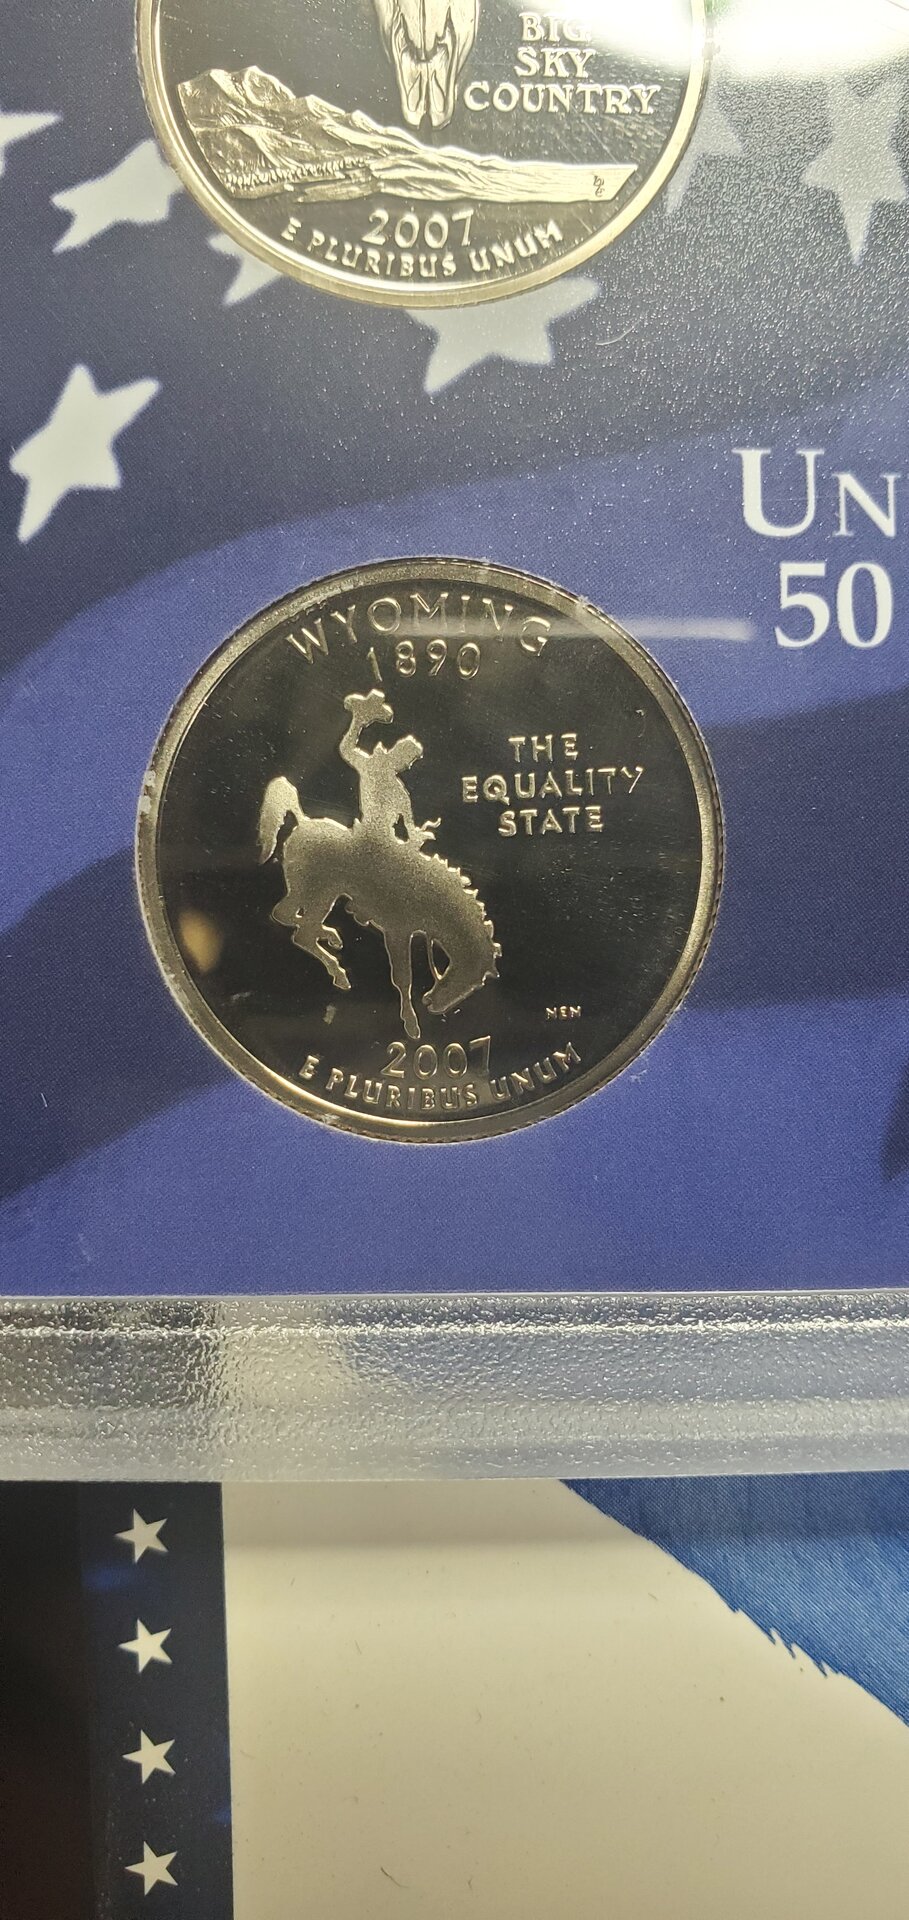 BIG
SKY
COUNTRY
2007
E PLURIBUS UNUM
UN
50
WYOMING
1890
THE
EQUALITY
STATE
NEN
2007
E PLURIBUS UNUM